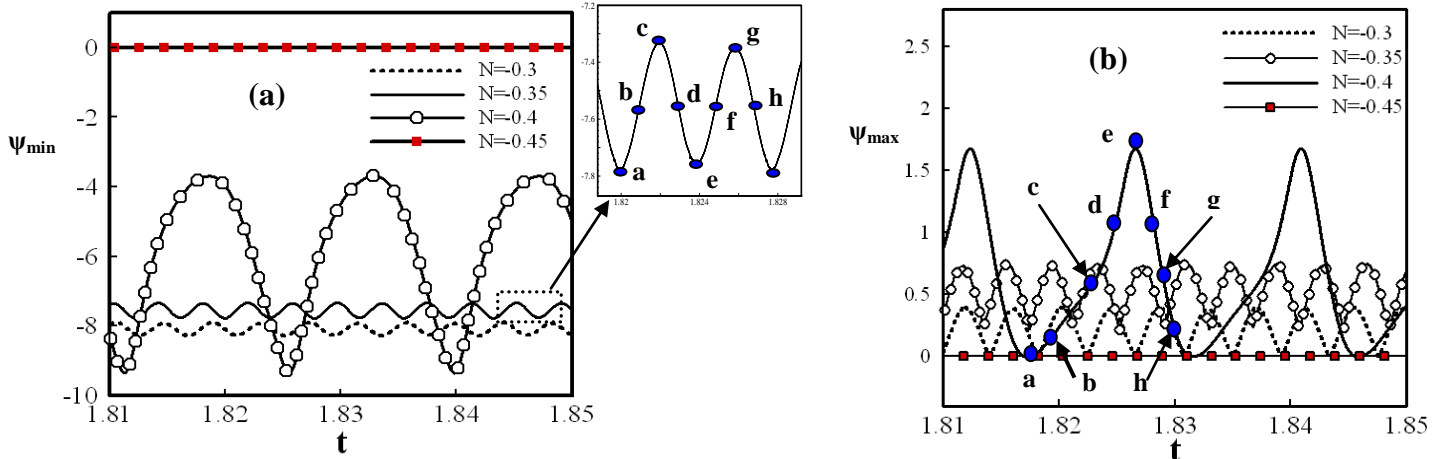 (a)
ψmin
0
-2
-4
-6
-8
-10
1.81
1.82
1.83
1.84
1.85
t
N=-0.3
N=-0.35
N=-0.4
N=-0.45
-7.2
-7.4
-7.6
-7.8
1.82
1.824
1.828
a
b
c
d
e
f
g
h
(b)
ψmax
2.5
2
1.5
1
0.5
0
1.81
1.82
1.83
1.84
1.85
t
N=-0.3
N=-0.35
N=-0.4
N=-0.45
a
b
c
d
e
f
g
h